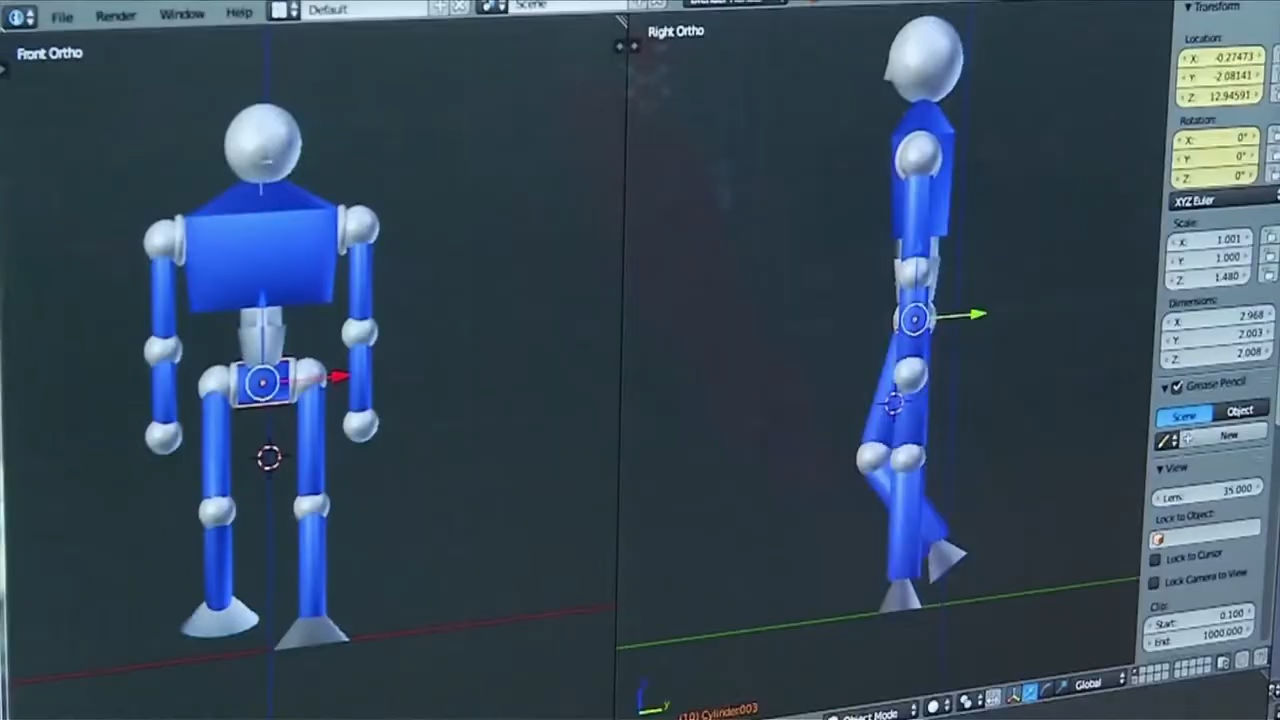 File Render Window Help Default Scene
Front Ortho
Right Ortho
Transform
Location:
X: -0.27473
Y: -2.08141
Z: 12.94591
Rotation:
X: 0°
Y: 0°
Z: 0°
XYZ Euler
Scale:
X: 1.001
Y: 1.000
Z: 1.480
Dimensions:
X: 2.968
Y: 2.003
Z: 2.008
Grease Pencil
Scene Object
New
View
Lens: 35.000
Lock to Object:
Lock to Cursor
Lock Camera to View
Clip:
Start: 0.100
End: 1000.000
y
(10) Cylinder.003
Object Mode
Global